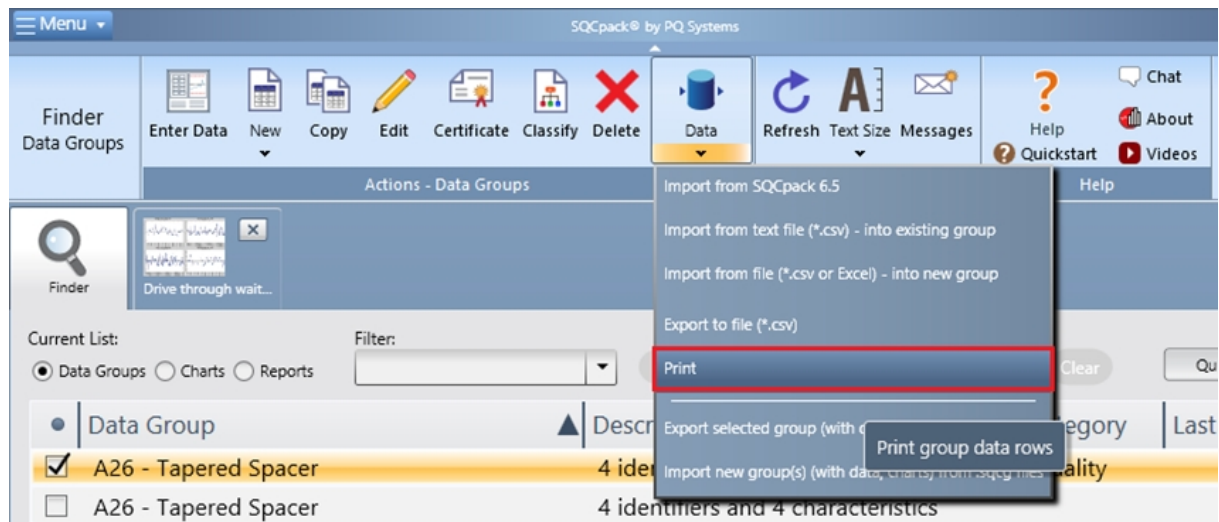 Menu
SQCpack® by PQ Systems
Finder
Data Groups
Enter Data
New
Copy
Edit
Certificate
Classify
Delete
Data
Refresh
Text Size
Messages
Help
Quickstart
Chat
About
Videos
Actions - Data Groups
Help
Import from SQCpack 6.5
Import from text file (*.csv) - into existing group
Import from file (*.csv or Excel) - into new group
Export to file (*.csv)
Print
Export selected group (with
Print group data rows
Import new group(s) (with data, charts) from
Finder
Drive through wait...
Current List:
Data Groups
Charts
Reports
Filter:
Clear
Qu
Data Group
Descr
egory
Last
A26 - Tapered Spacer
4 iden
ality
A26 - Tapered Spacer
4 identifiers and 4 characteristics